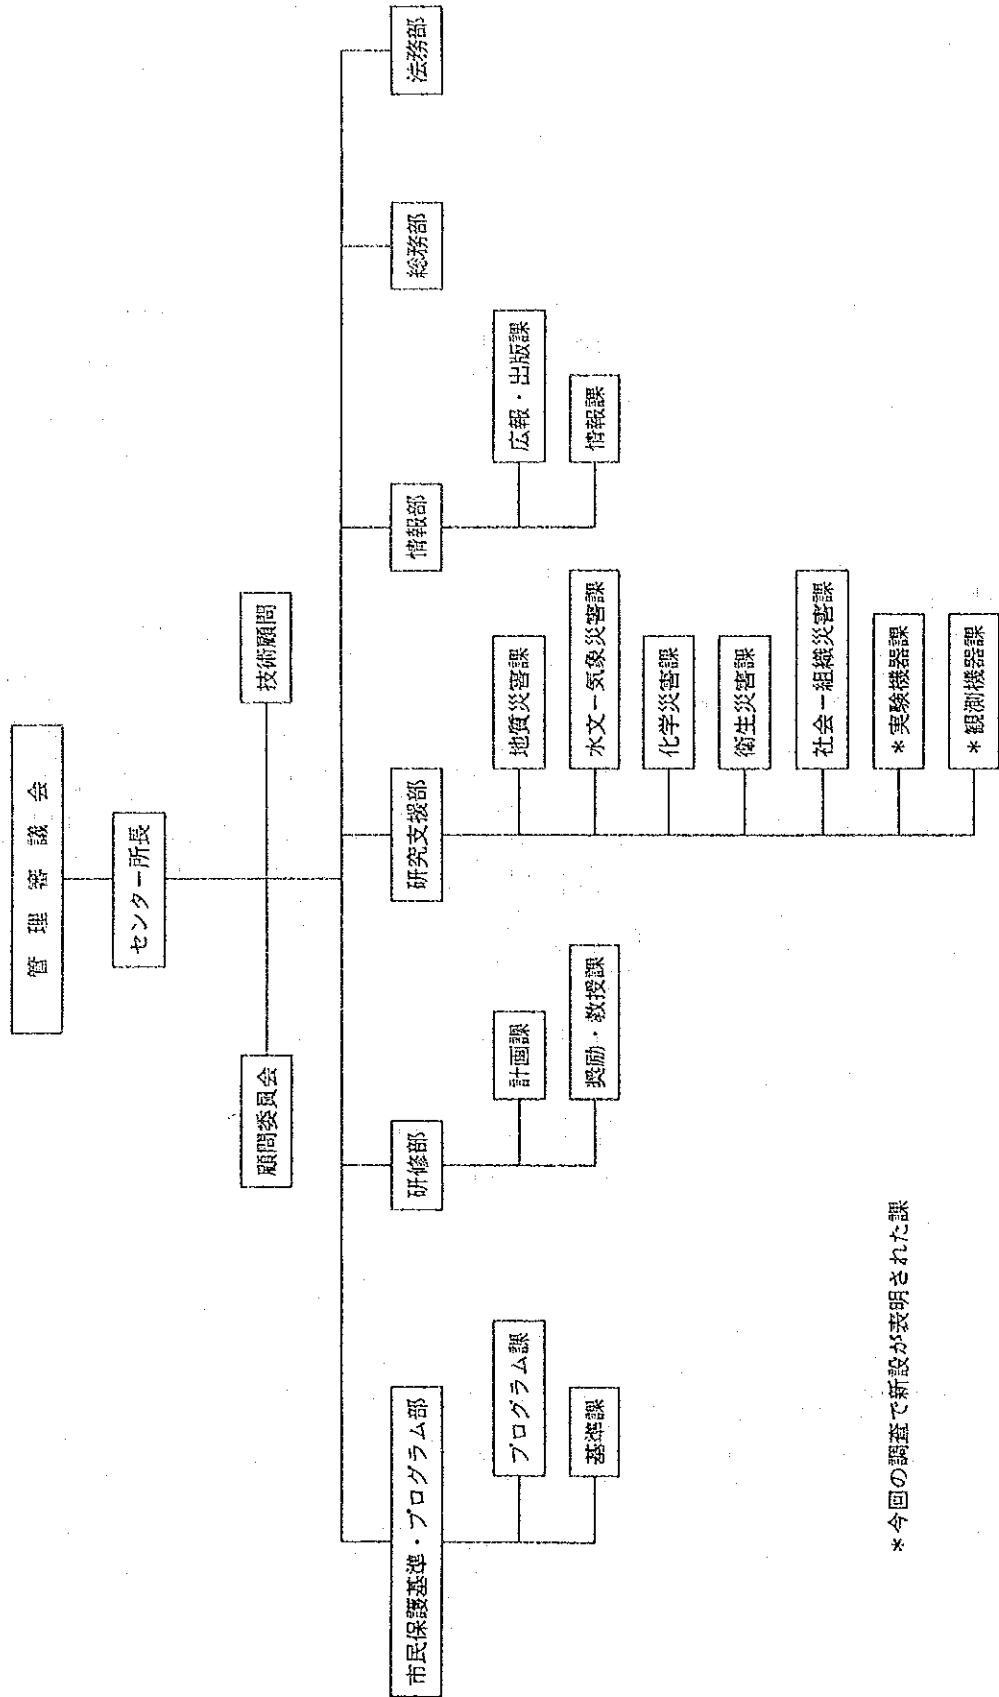 管理審議会
センター所長
顧問委員会
技術顧問
市民保護基準・プログラム部
プログラム課
基準課
研修部
計画課
奨励・教授課
研究支援部
地質災害課
水文－気象災害課
化学災害課
衛生災害課
社会－組織災害課
＊実験機器課
＊観測機器課
情報部
広報・出版課
情報課
総務部
法務部
＊今回の調査で新設が表明された課